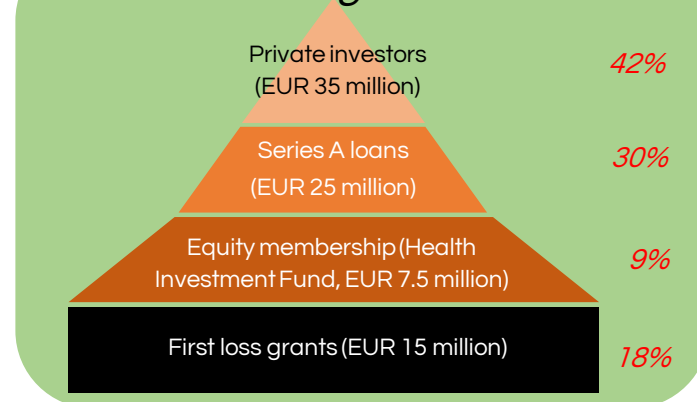 Private investors
(EUR 35 million)
42%
Series A loans
(EUR 25 million)
30%
Equity membership (Health
Investment Fund, EUR 7.5 million)
9%
First loss grants (EUR 15 million)
18%